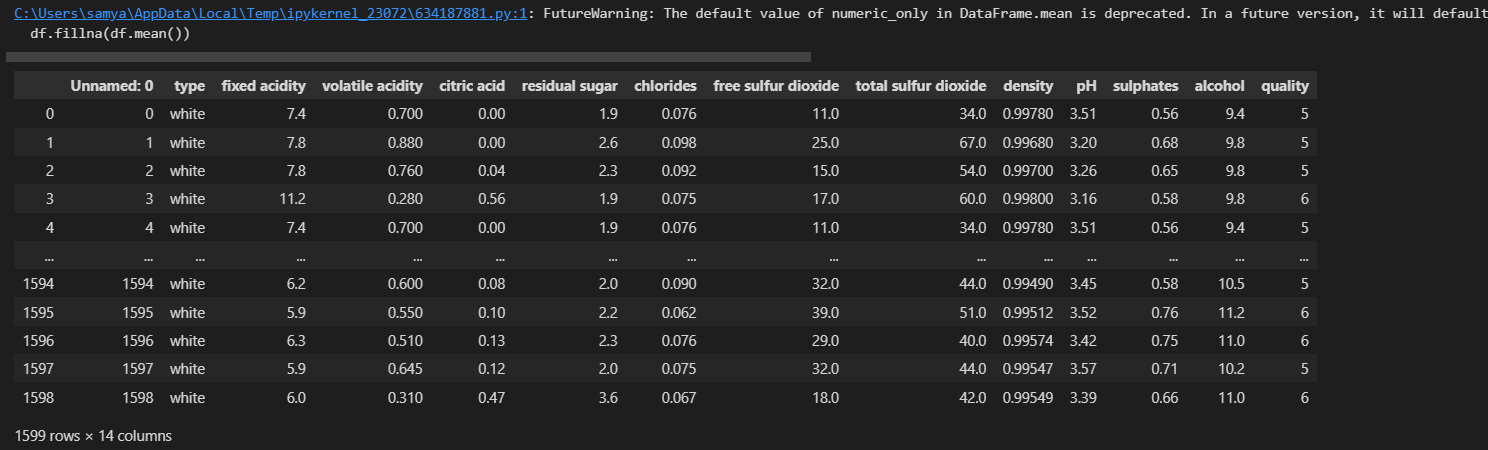 C:\Users\samya\AppData\Local\Temp\ipykernel_23072\634187881.py:1: FutureWarning: The default value of numeric_only in DataFrame.mean is deprecated. In a future version, it will default
df.fillna(df.mean())
Unnamed: 0 type fixed acidity volatile acidity citric acid residual sugar chlorides free sulfur dioxide total sulfur dioxide density pH sulphates alcohol quality
0 0 white 7.4 0.700 0.00 1.9 0.076 11.0 34.0 0.99780 3.51 0.56 9.4 5
1 1 white 7.8 0.880 0.00 2.6 0.098 25.0 67.0 0.99680 3.20 0.68 9.8 5
2 2 white 7.8 0.760 0.04 2.3 0.092 15.0 54.0 0.99700 3.26 0.65 9.8 5
3 3 white 11.2 0.280 0.56 1.9 0.075 17.0 60.0 0.99800 3.16 0.58 9.8 6
4 4 white 7.4 0.700 0.00 1.9 0.076 11.0 34.0 0.99780 3.51 0.56 9.4 5
... ... ... ... ... ... ... ... ... ... ... ... ... ... ...
1594 1594 white 6.2 0.600 0.08 2.0 0.090 32.0 44.0 0.99490 3.45 0.58 10.5 5
1595 1595 white 5.9 0.550 0.10 2.2 0.062 39.0 51.0 0.99512 3.52 0.76 11.2 6
1596 1596 white 6.3 0.510 0.13 2.3 0.076 29.0 40.0 0.99574 3.42 0.75 11.0 6
1597 1597 white 5.9 0.645 0.12 2.0 0.075 32.0 44.0 0.99547 3.57 0.71 10.2 5
1598 1598 white 6.0 0.310 0.47 3.6 0.067 18.0 42.0 0.99549 3.39 0.66 11.0 6
1599 rows × 14 columns